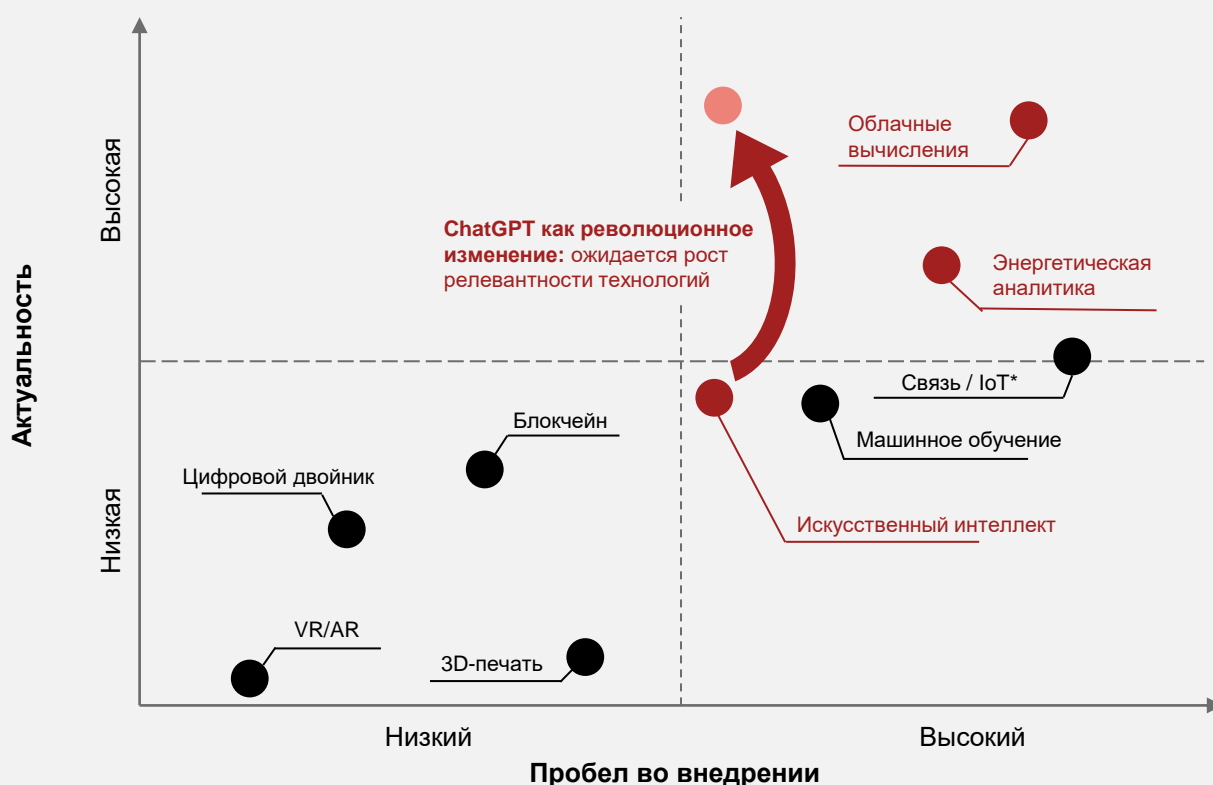 Облачные
вычисления
Высокая
ChatGPT как революционное
изменение: ожидается рост
релевантности технологий
Энергетическая
аналитика
Актуальность
Связь / IoT*
Блокчейн
Машинное обучение
Цифровой двойник
Низкая
Искусственный интеллект
VR/AR
3D-печать
Низкий
Высокий
Пробел во внедрении